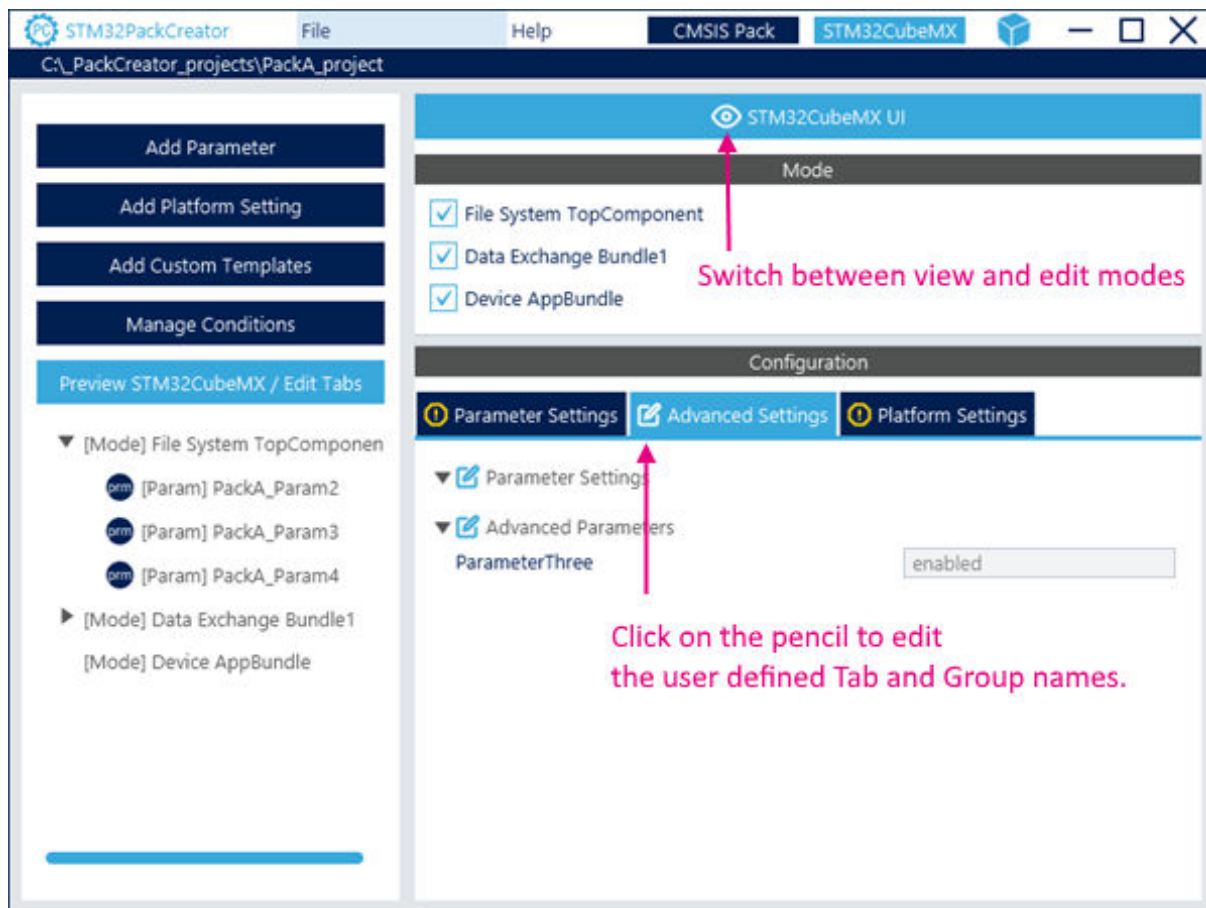 STM32PackCreator File Help CMSIS Pack STM32CubeMX
C:\_PackCreator_projects\PackA_project
Add Parameter
Add Platform Setting
Add Custom Templates
Manage Conditions
Preview STM32CubeMX / Edit Tabs
[Mode] File System TopComponen
prm [Param] PackA_Param2
prm [Param] PackA_Param3
prm [Param] PackA_Param4
[Mode] Data Exchange Bundle1
[Mode] Device AppBundle
STM32CubeMX UI
Mode
File System TopComponent
Data Exchange Bundle1
Device AppBundle
Switch between view and edit modes
Configuration
Parameter Settings Advanced Settings Platform Settings
Parameter Settings
Advanced Parameters
ParameterThree enabled
Click on the pencil to edit
the user defined Tab and Group names.